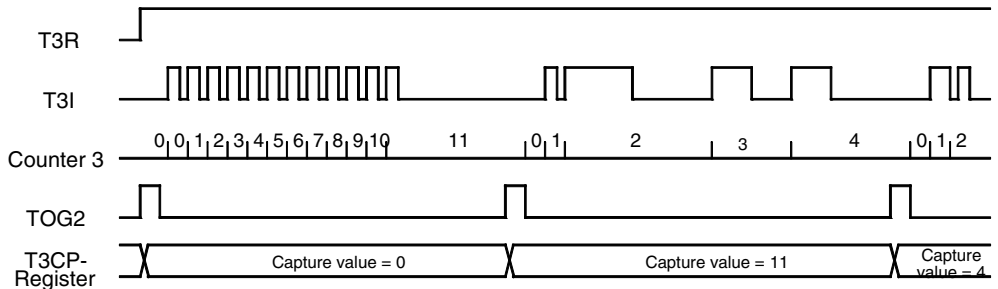 T3R
T3I
Counter 3
0 0 1 2 3 4 5 6 7 8 9 10 11 0 1 2 3 4 0 1 2
TOG2
T3CP-
Register
Capture value = 0
Capture value = 11
Capture
value = 4